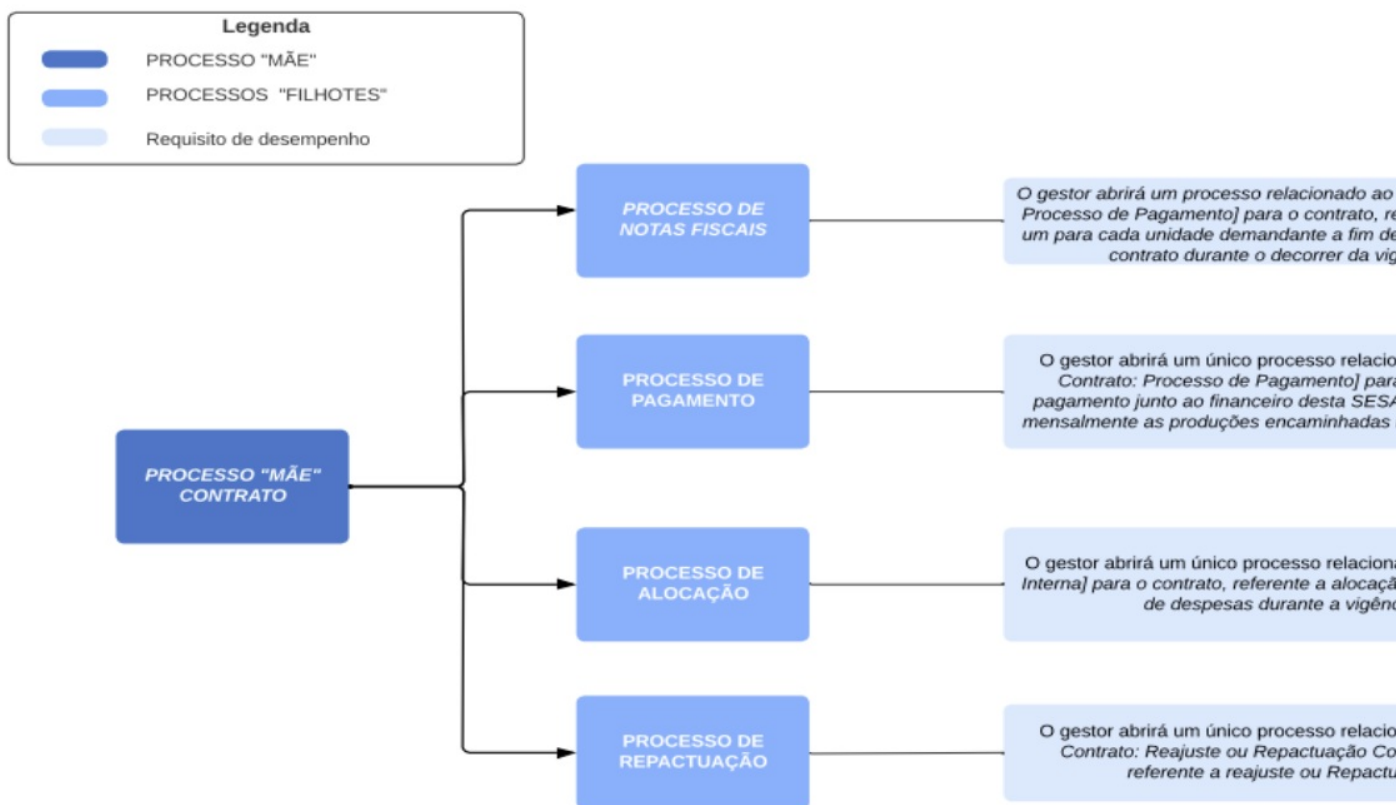 Legenda
PROCESSO "MÃE"
PROCESSOS "FILHOTES"
Requisito de desempenho
PROCESSO DE
NOTAS FISCAIS
O gestor abrirá um processo relacionado ao
Processo de Pagamento] para o contrato,
um para cada unidade demandante a fim de
contrato durante o decorrer da
PROCESSO DE
PAGAMENTO
O gestor abrirá um único processo
Contrato: Processo de Pagamento]
pagamento junto ao financeiro desta
mensalmente as produções encaminhadas
PROCESSO "MÃE"
CONTRATO
PROCESSO DE
ALOCAÇÃO
O gestor abrirá um único processo
Interna] para o contrato, referente a
de despesas durante a
PROCESSO DE
REPACTUAÇÃO
O gestor abrirá um único processo
Contrato: Reajuste ou Repactuação
referente a reajuste ou